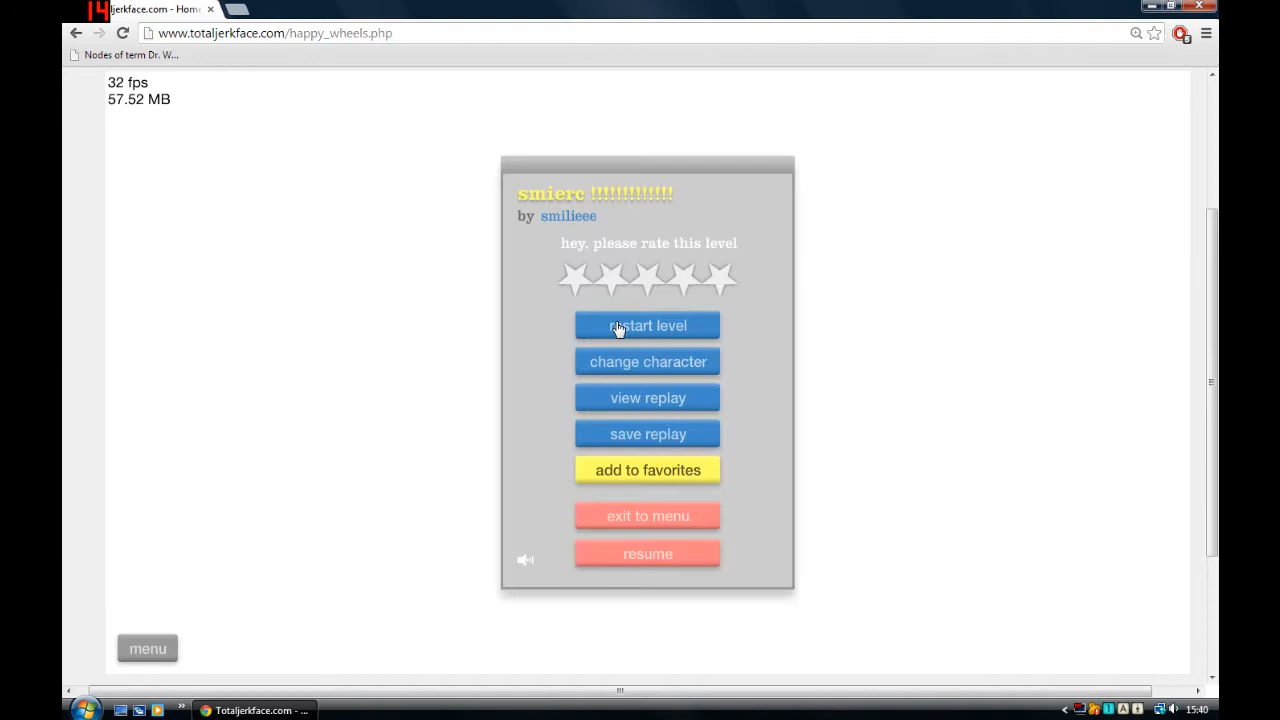 14
jerkface.com - Home
www.totaljerkface.com/happy_wheels.php
Nodes of term Dr. W...
32 fps
57.52 MB
smierc !!!!!!!!!!!!!
by smilieee
hey, please rate this level
restart level
change character
view replay
save replay
add to favorites
exit to menu
resume
menu
Totaljerkface.com - ...
15:40